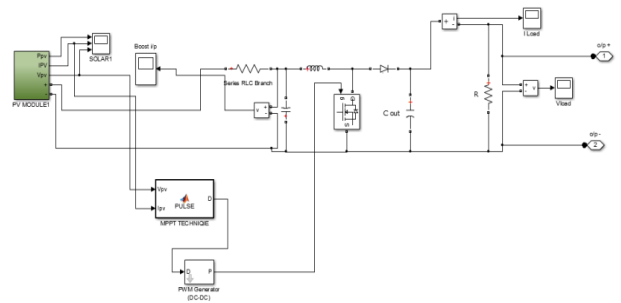 Ppv
IPV
Vpv
+
-
PV MODULE1
SOLAR1
Boost i/p
Series RLC Branch
v
+
-
g
S
C out
+
-
i
I Load
R
+
-
v
Vload
o/p +
1
o/p -
2
Vpv
Ipv
PULSE
D
MPPT TECHNIQIE
D
P
PWM Generator
(DC-DC)